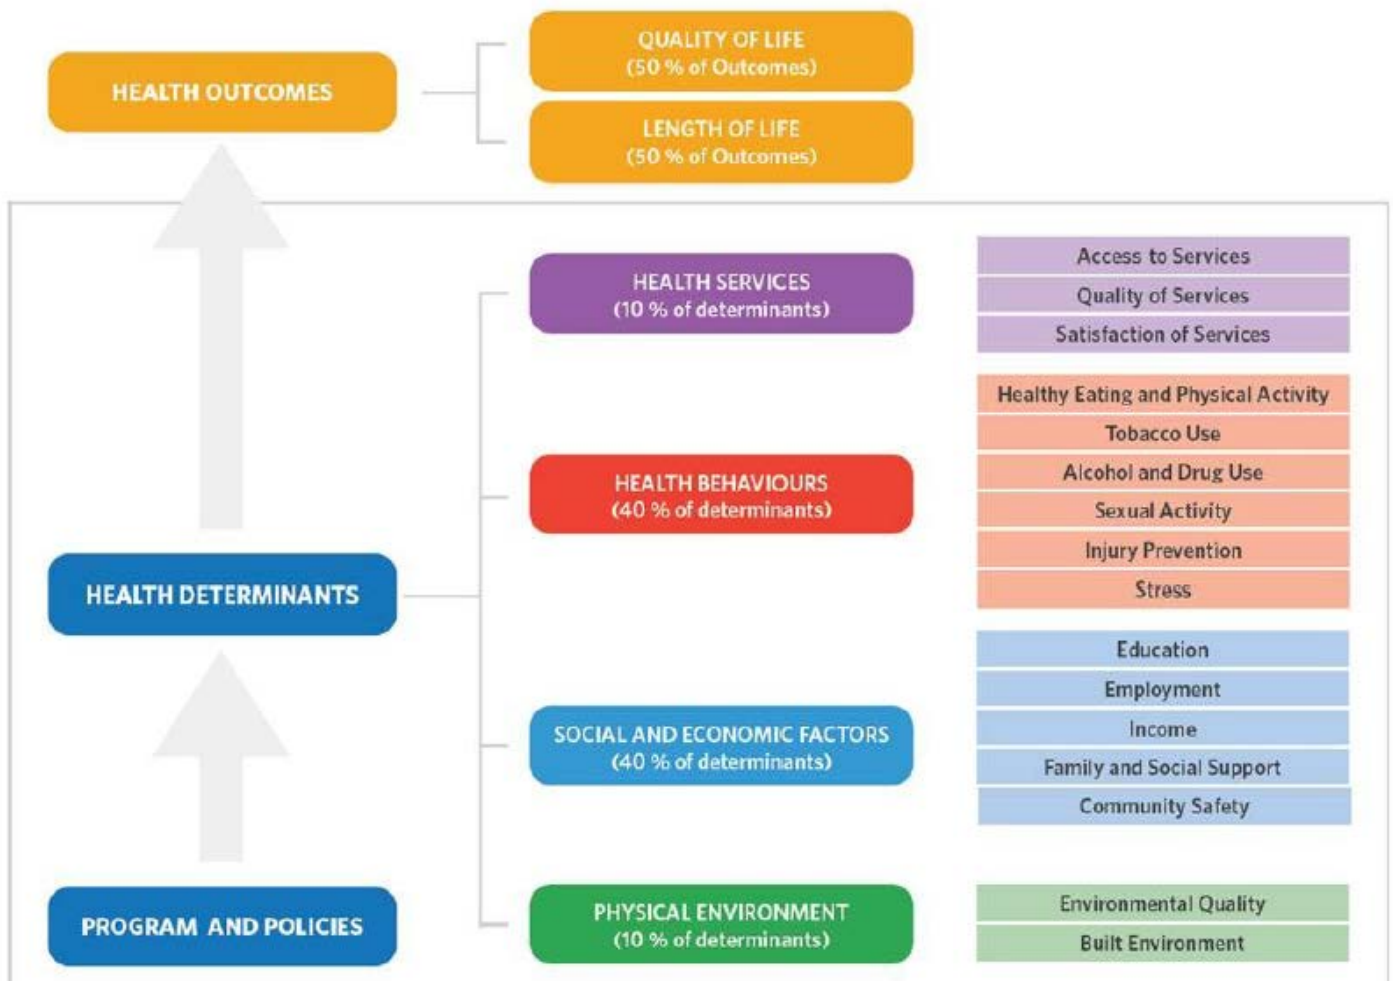 HEALTH OUTCOMES
QUALITY OF LIFE
(50 % of Outcomes)
LENGTH OF LIFE
(50 % of Outcomes)
HEALTH DETERMINANTS
HEALTH SERVICES
(10 % of determinants)
Access to Services
Quality of Services
Satisfaction of Services
HEALTH BEHAVIOURS
(40 % of determinants)
Healthy Eating and Physical Activity
Tobacco Use
Alcohol and Drug Use
Sexual Activity
Injury Prevention
Stress
SOCIAL AND ECONOMIC FACTORS
(40 % of determinants)
Education
Employment
Income
Family and Social Support
Community Safety
PHYSICAL ENVIRONMENT
(10 % of determinants)
Environmental Quality
Built Environment
PROGRAM AND POLICIES